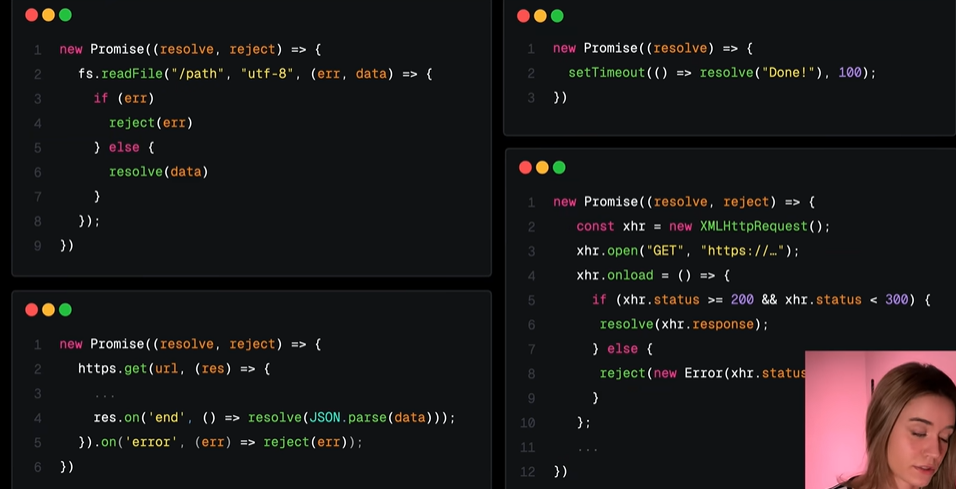 1 new Promise((resolve, reject) => {
2 fs.readFile("/path", "utf-8", (err, data) => {
3 if (err)
4 reject(err)
5 } else {
6 resolve(data)
7 }
8 });
9 })
1 new Promise((resolve, reject) => {
2 https.get(url, (res) => {
3 ...
4 res.on('end', () => resolve(JSON.parse(data)));
5 }).on('error', (err) => reject(err));
6 })
1 new Promise((resolve) => {
2 setTimeout(() => resolve("Done!"), 100);
3 })
1 new Promise((resolve, reject) => {
2 const xhr = new XMLHttpRequest();
3 xhr.open("GET", "https://…");
4 xhr.onload = () => {
5 if (xhr.status >= 200 && xhr.status < 300) {
6 resolve(xhr.response);
7 } else {
8 reject(new Error(xhr.status
9 }
10 };
11 ...
12 })